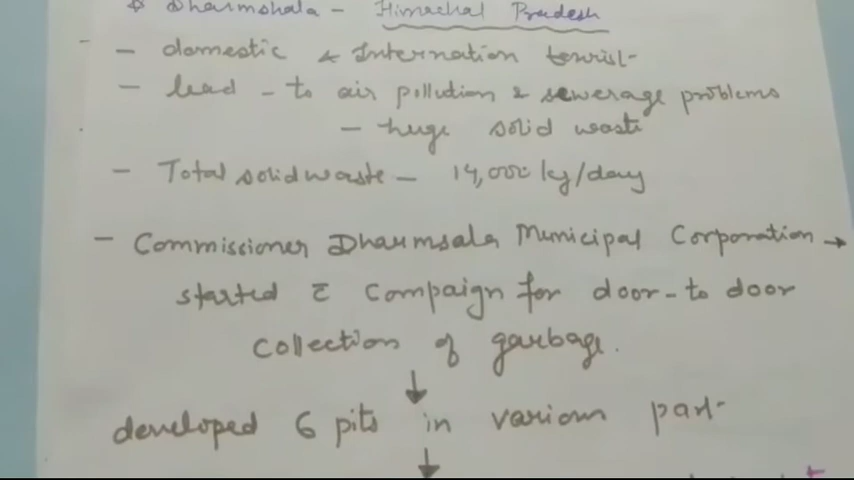 Dharmshala - Himachal Pradesh
- domestic & Internation tourist
- lead - to air pollution & sewerage problems
- huge solid waste
- Total solid waste - 14,000 kg/day
- Commissioner Dharmsala Municipal Corporation →
started c̄ compaign for door-to door
collection of garbage.
↓
developed 6 pits in various part
↓